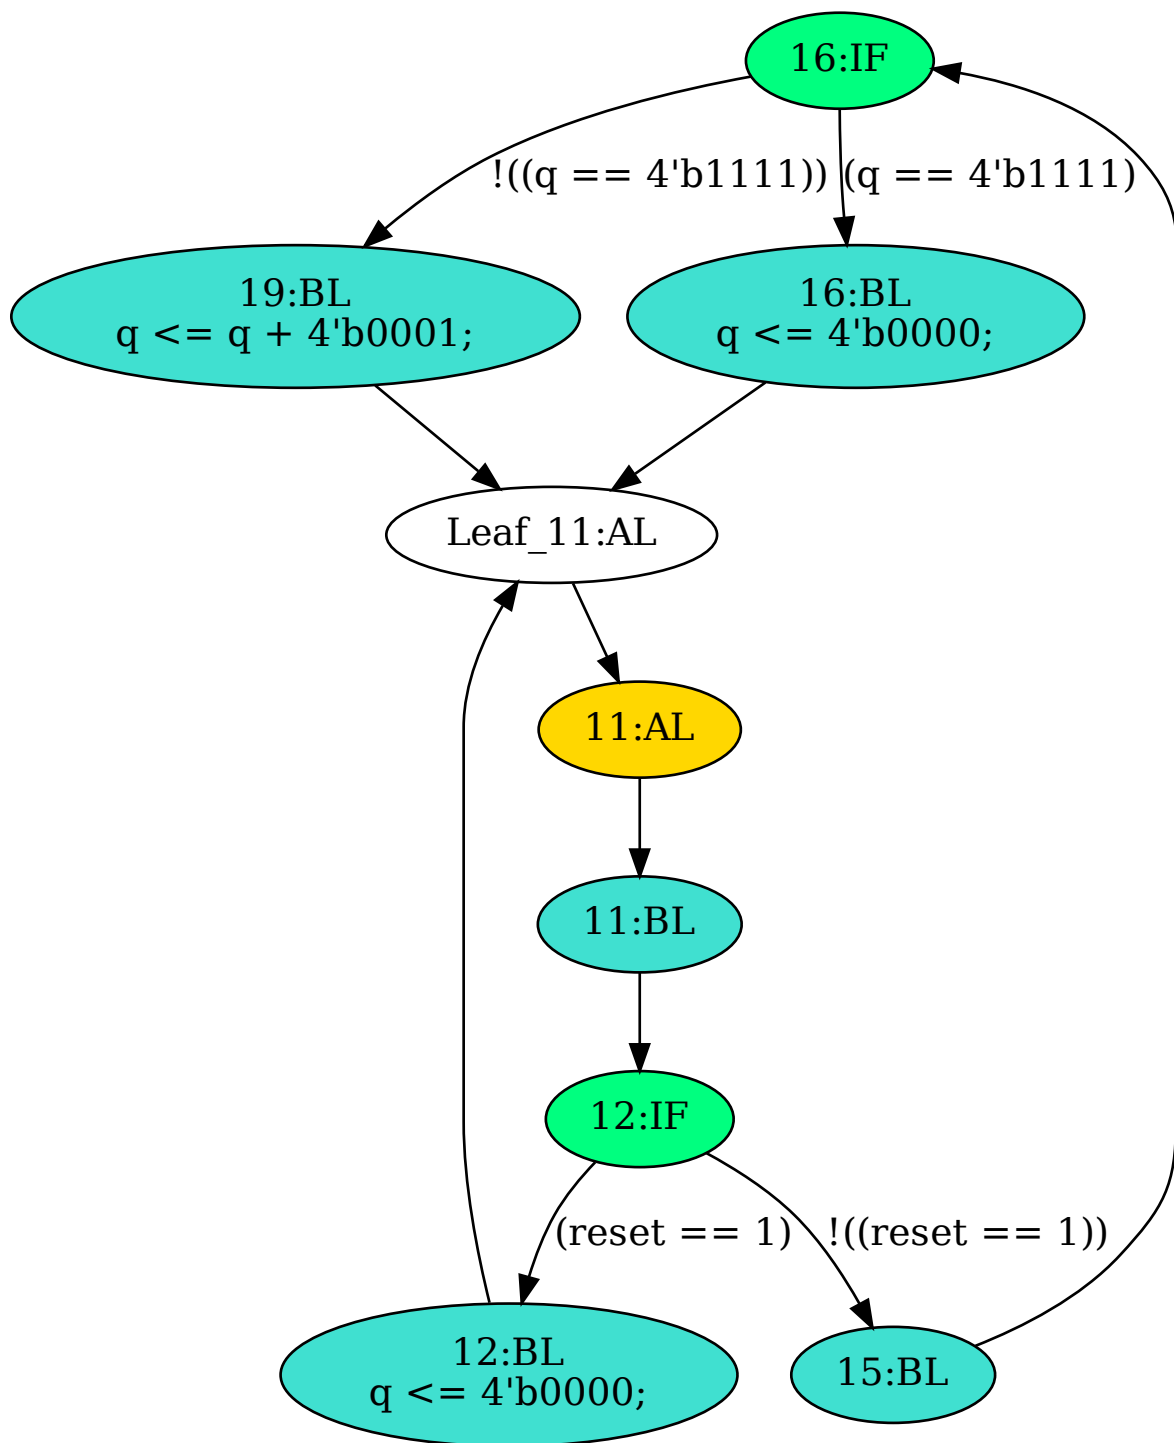 16:IF
!((q == 4'b1111))
(q == 4'b1111)
19:BL
q <= q + 4'b0001;
16:BL
q <= 4'b0000;
Leaf_11:AL
11:AL
11:BL
12:IF
(reset == 1)
!((reset == 1))
12:BL
q <= 4'b0000;
15:BL